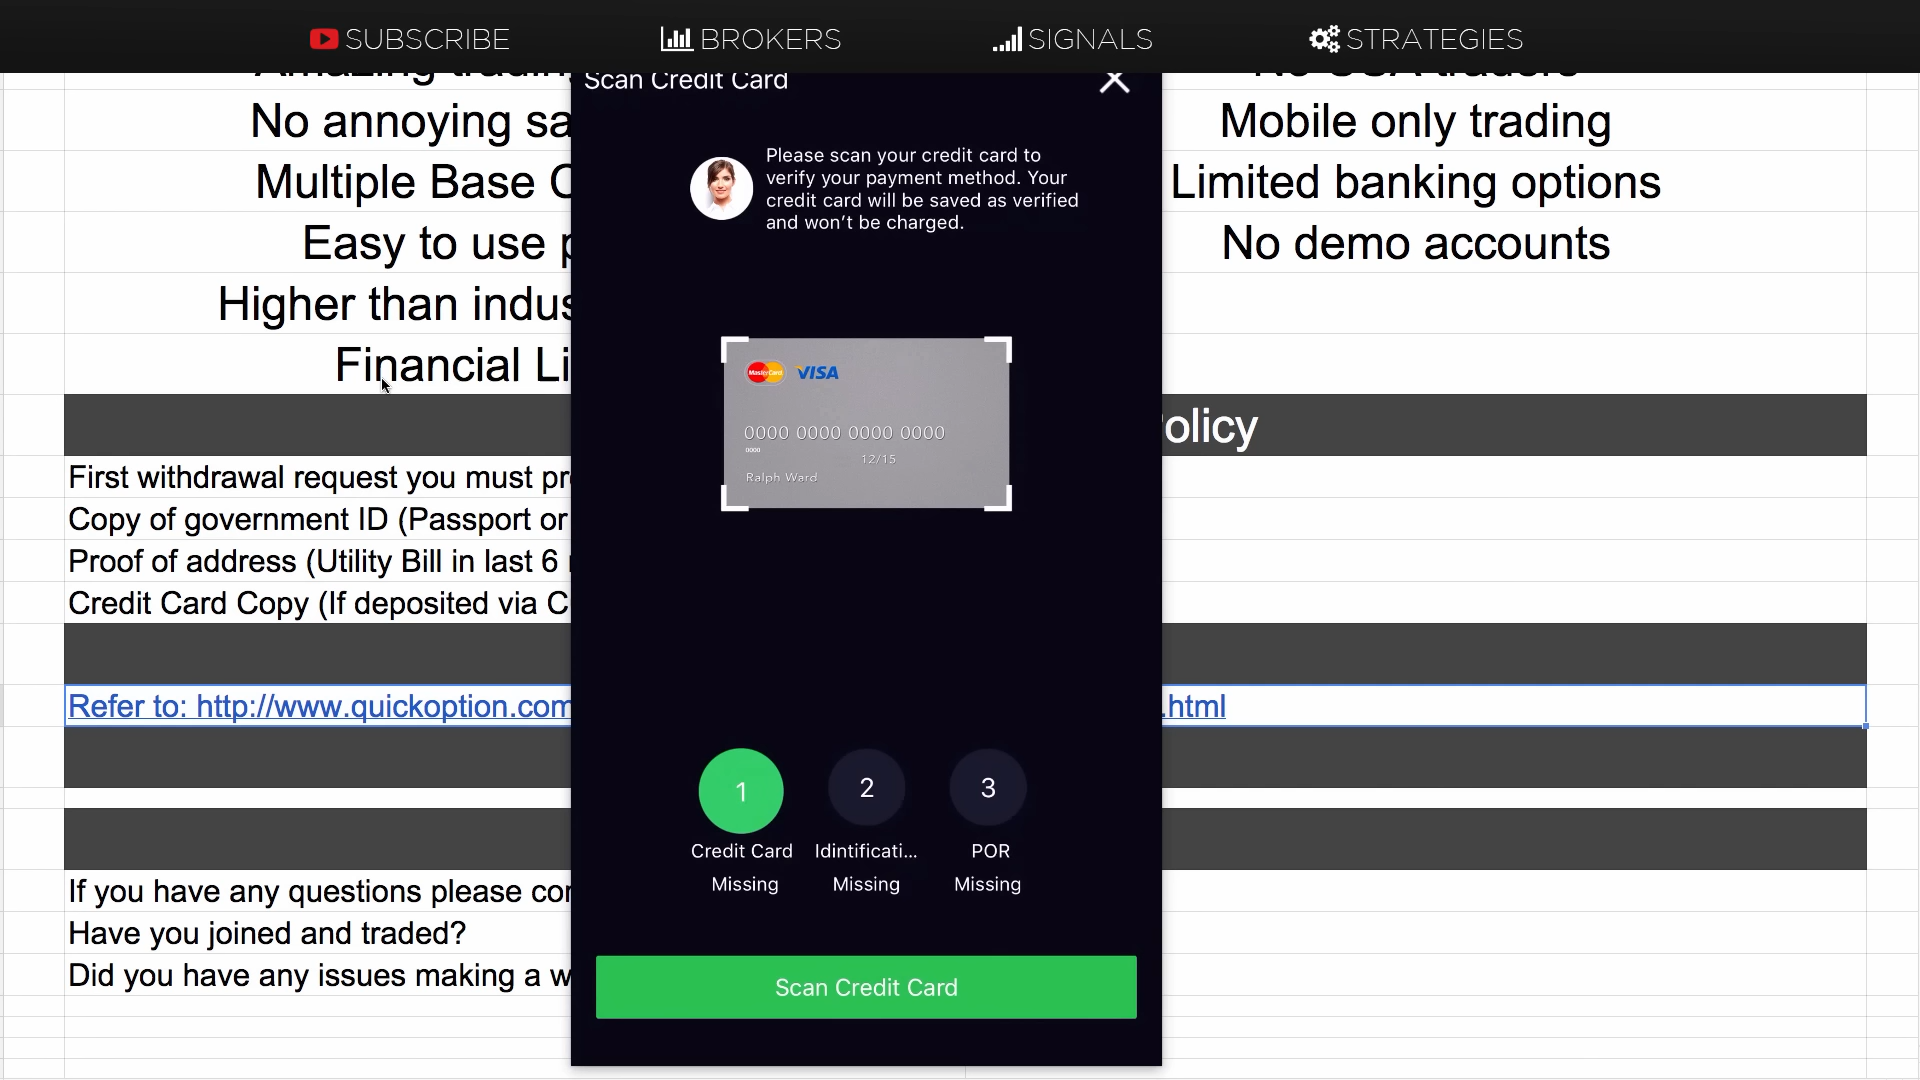 SUBSCRIBE
BROKERS
SIGNALS
STRATEGIES
Scan Credit Card
No annoying
Mobile only trading
Multiple Base
Limited banking options
Easy to use
No demo accounts
Higher than
Financial
olicy
First withdrawal request you must
Copy of government ID (Passport or
Proof of address (Utility Bill in last 6
Credit Card Copy (If deposited via
Refer to: http://www.quickoption.com
.html
If you have any questions please
Have you joined and traded?
Did you have any issues making a
Please scan your credit card to
verify your payment method. Your
credit card will be saved as verified
and won't be charged.
MasterCard VISA
0000 0000 0000 0000
0000
12/15
Ralph Ward
1
2
3
Credit Card
Idintificati...
POR
Missing
Missing
Missing
Scan Credit Card